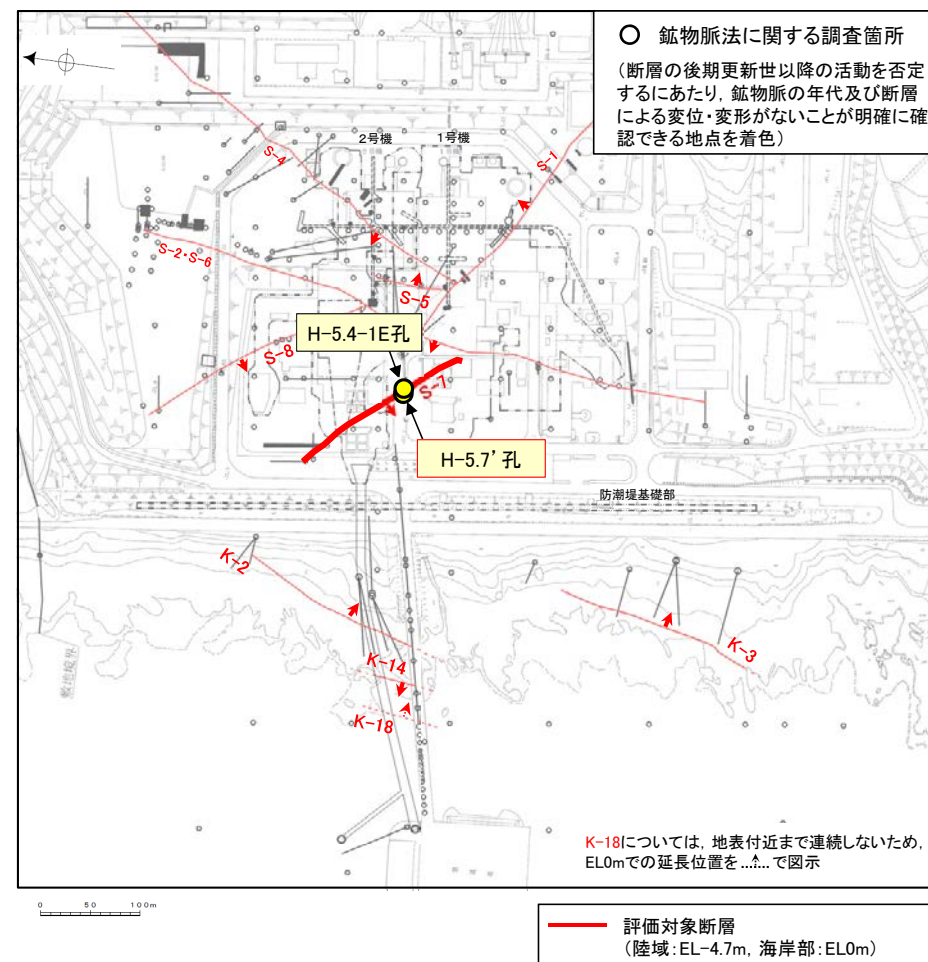 ○ 鉱物脈法に関する調査箇所
(断層の後期更新世以降の活動を否定
するにあたり，鉱物脈の年代及び断層
による変位・変形がないことが明確に確
認できる地点を着色)
2号機
1号機
S-4
S-1
S-2・S-6
S-5
H-5.4-1E孔
S-8
S-7
H-5.7’孔
防潮堤基礎部
K-2
K-3
K-14
K-18
敷地境界
K-18については，地表付近まで連続しないため，
EL0mでの延長位置を で図示
0 50 100m
評価対象断層
(陸域：EL-4.7m，海岸部：EL0m)